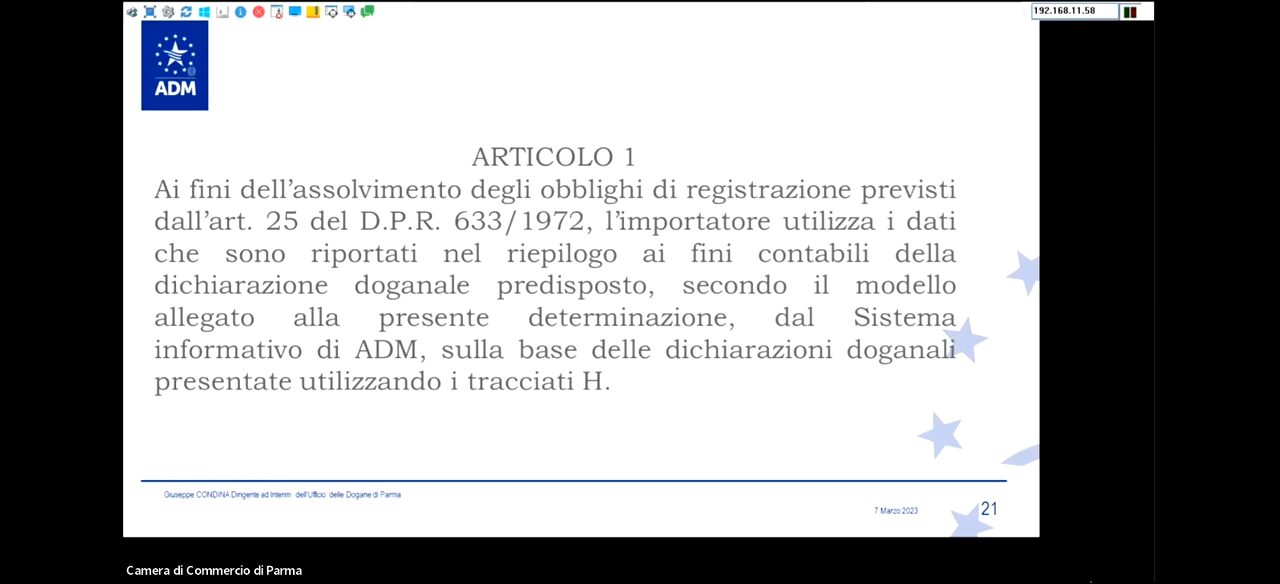 192.168.11.58
ADM
ARTICOLO 1
Ai fini dell’assolvimento degli obblighi di registrazione previsti
dall’art. 25 del D.P.R. 633/1972, l’importatore utilizza i dati
che sono riportati nel riepilogo ai fini contabili della
dichiarazione doganale predisposto, secondo il modello
allegato alla presente determinazione, dal Sistema
informativo di ADM, sulla base delle dichiarazioni doganali
presentate utilizzando i tracciati H.
Giuseppe CONDINA Dirigente ad Interim dell'Ufficio delle Dogane di Parma
7 Marzo 2023
21
Camera di Commercio di Parma